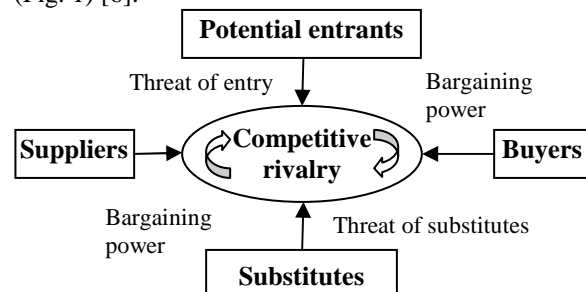 (Fig. 1) [6].
Potential entrants
Threat of entry
Bargaining
power
Suppliers
Competitive
rivalry
Buyers
Bargaining
power
Threat of substitutes
Substitutes